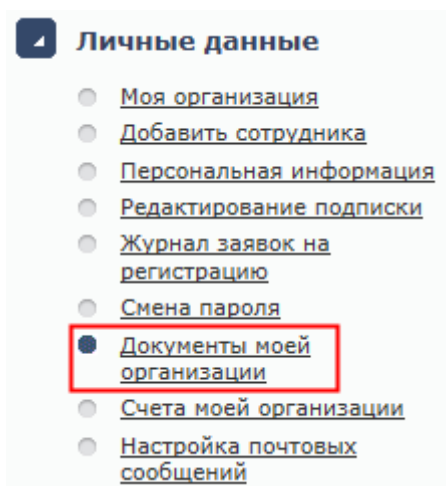 Личные данные
Моя организация
Добавить сотрудника
Персональная информация
Редактирование подписки
Журнал заявок на
регистрацию
Смена пароля
Документы моей
организации
Счета моей организации
Настройка почтовых
сообщений